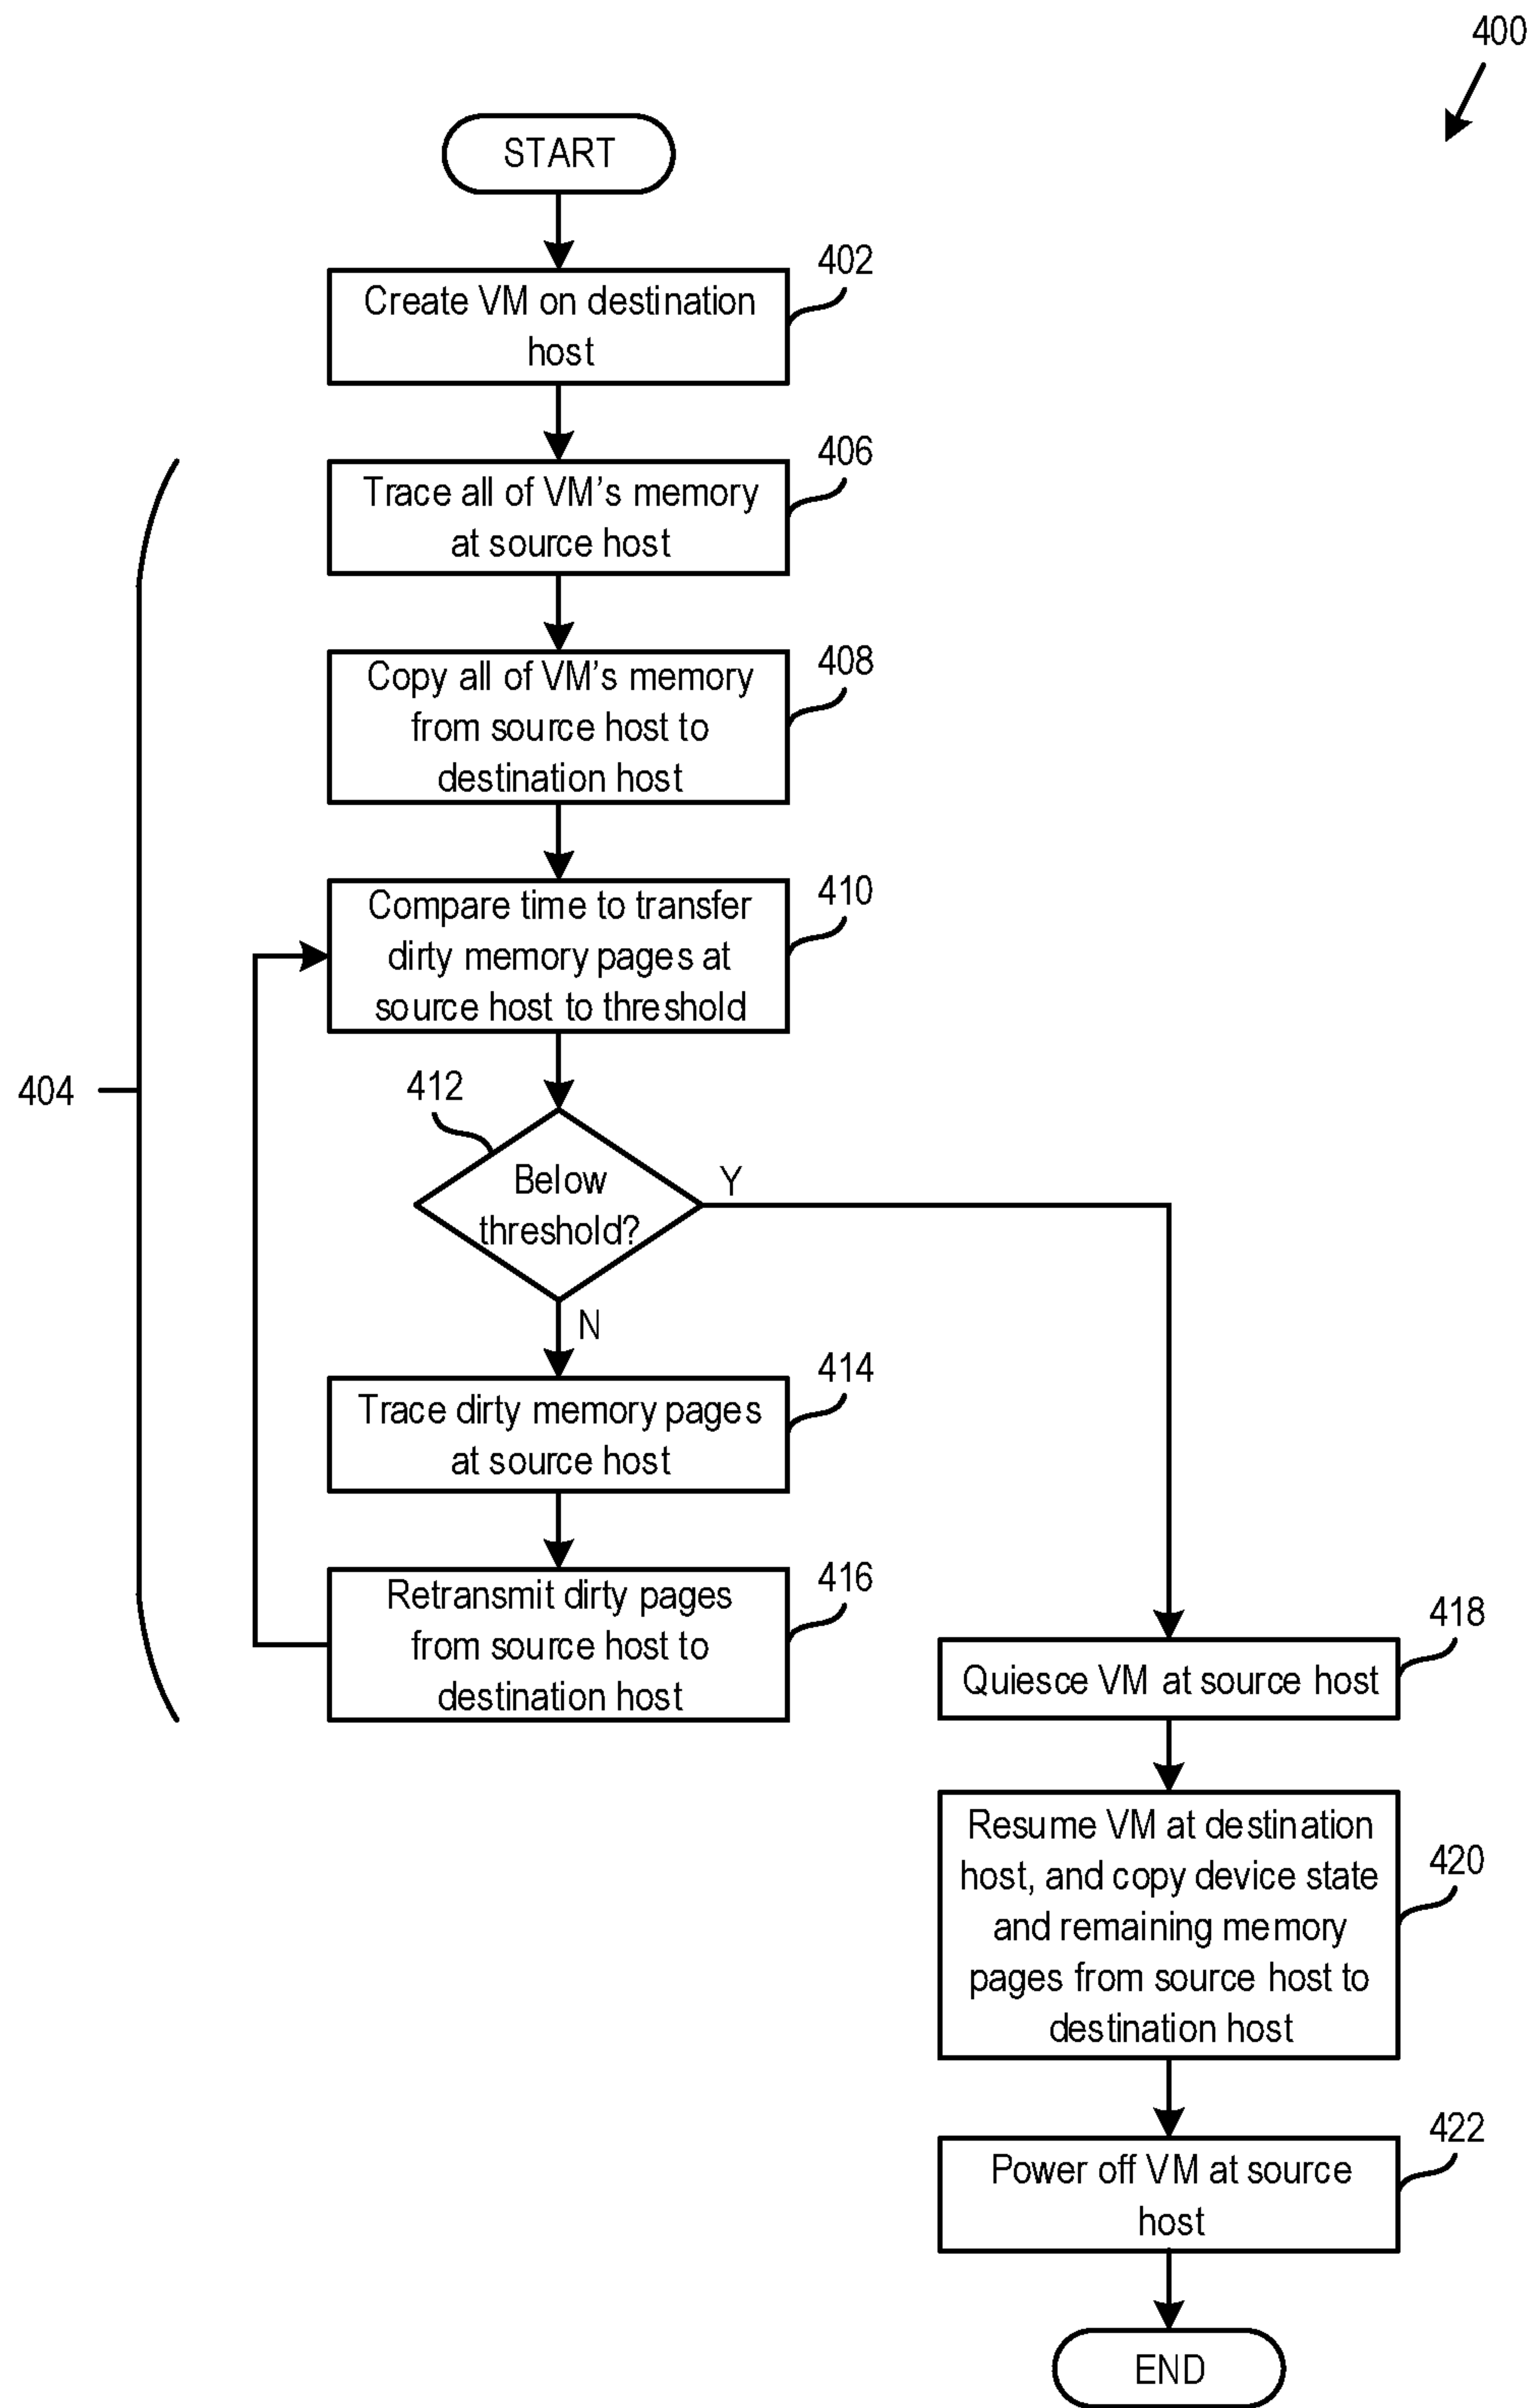 400
START
402
Create VM on destination
host
406
Trace all of VM's memory
at source host
408
Copy all of VM's memory
from source host to
destination host
410
Compare time to transfer
dirty memory pages at
source host to threshold
404
412
Below
threshold?
Y
N
414
Trace dirty memory pages
at source host
416
Retransmit dirty pages
from source host to
destination host
418
Quiesce VM at source host
420
Resume VM at destination
host, and copy device state
and remaining memory
pages from source host to
destination host
422
Power off VM at source
host
END